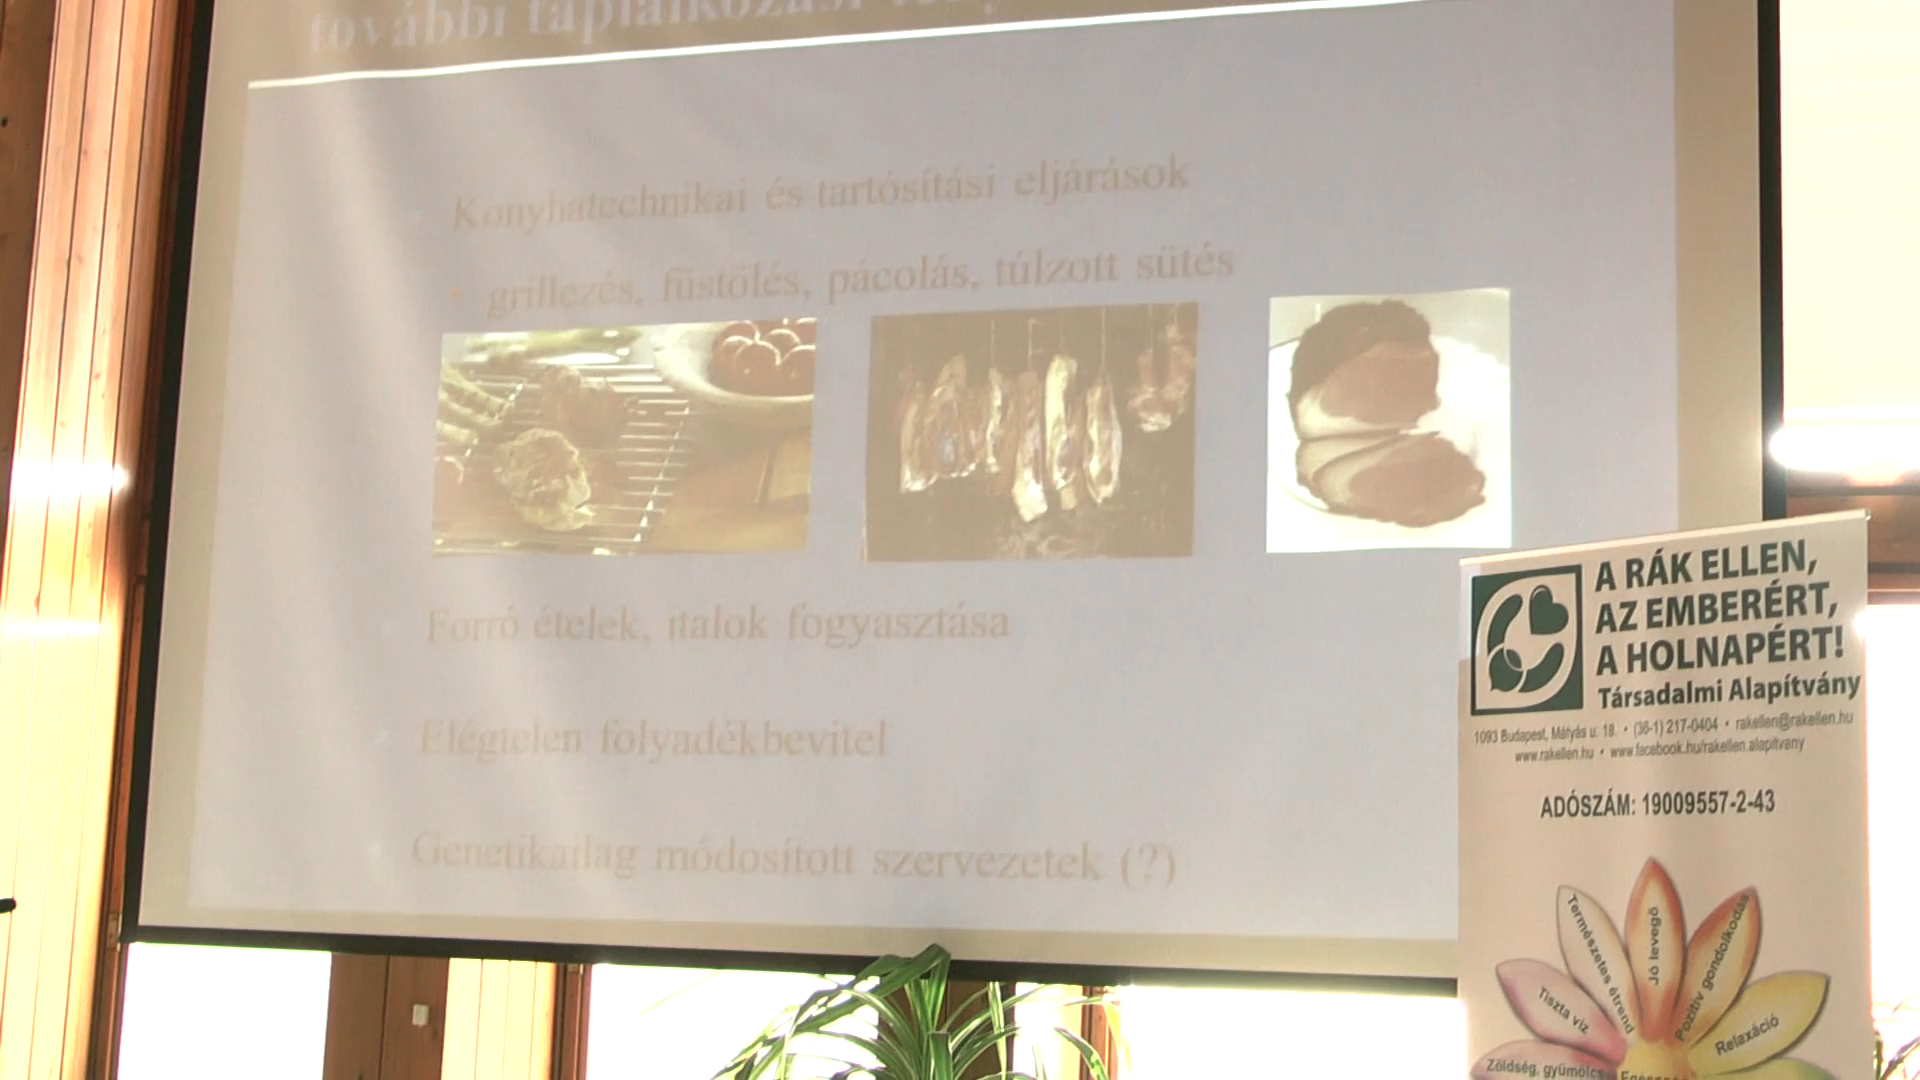 további táplálkozási
Konyhatechnikai és tartósítási eljárások
• grillezés, füstölés, pácolás, túlzott sütés
Forró ételek, italok fogyasztása
Elégtelen folyadékbevitel
Genetikailag módosított szervezetek (?)
A RÁK ELLEN,
AZ EMBERÉRT,
A HOLNAPÉRT!
Társadalmi Alapítvány
1093 Budapest, Mátyás u. 18. • (36-1) 217-0404 • rakellen@rakellen.hu
www.rakellen.hu • www.facebook.hu/rakellen.alapitvany
ADÓSZÁM: 19009557-2-43
Természetes étrend
Jó levegő
Pozitív gondolkodás
Tiszta víz
Relaxáció
Zöldség, gyümölcs